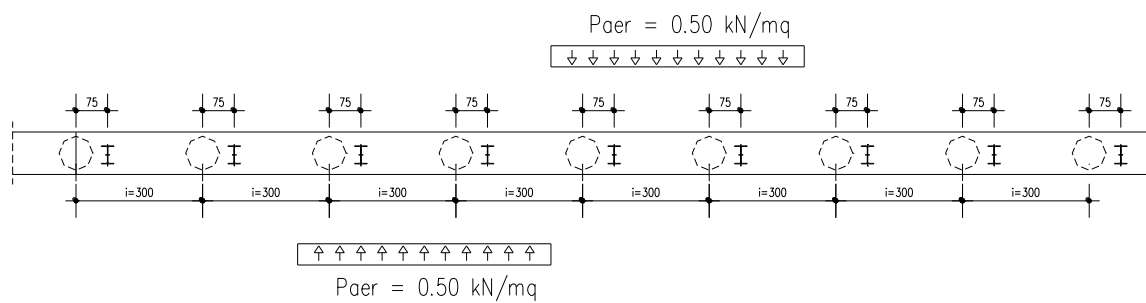 Paer = 0.50 kN/mq
75 75 75 75 75 75 75 75 75
i=300 i=300 i=300 i=300 i=300 i=300 i=300 i=300
Paer = 0.50 kN/mq